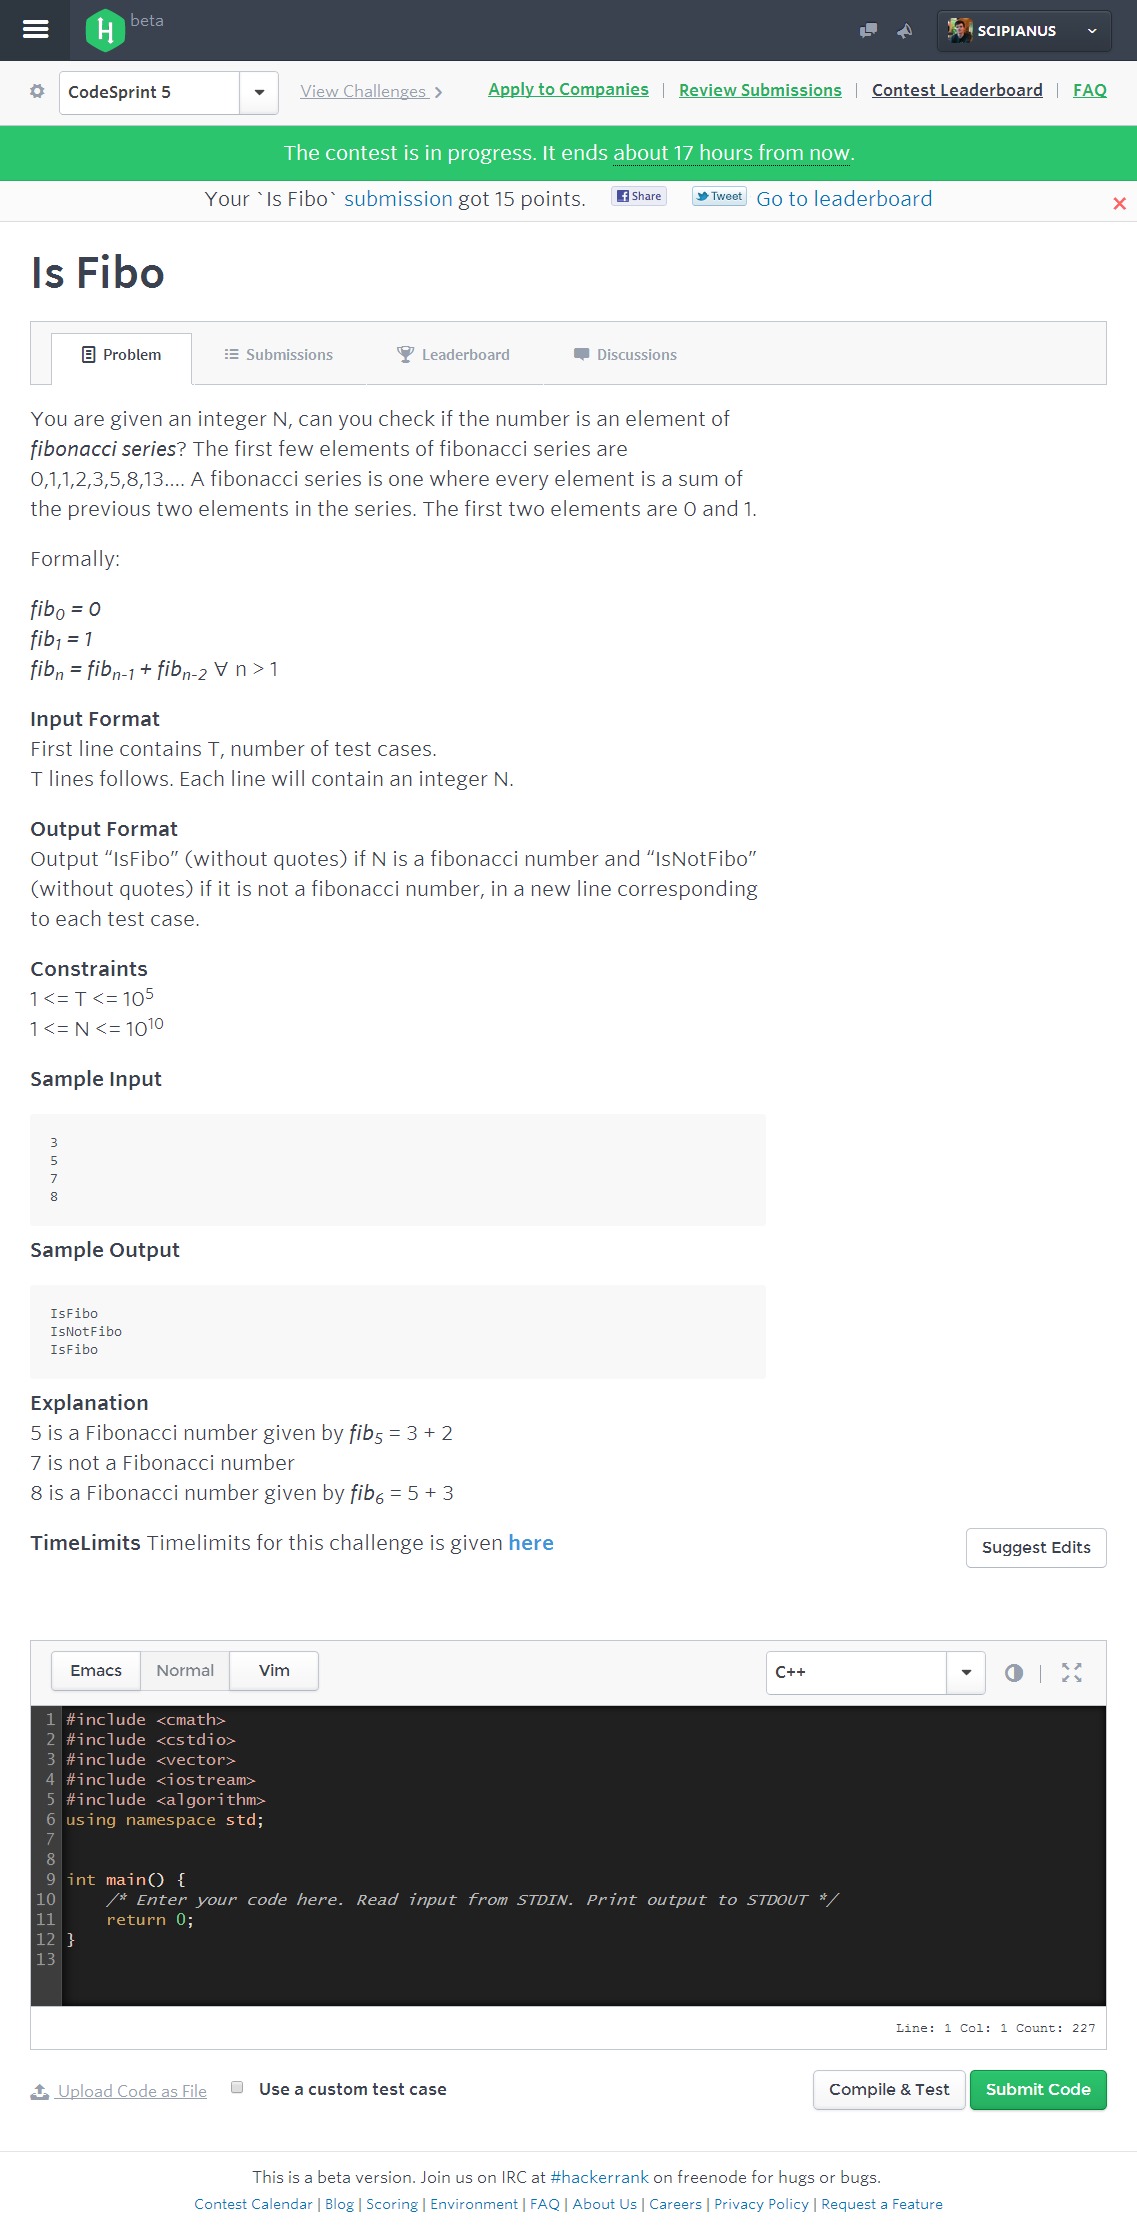 beta
SCIPIANUS
CodeSprint 5
View Challenges
Apply to Companies | Review Submissions | Contest Leaderboard | FAQ
The contest is in progress. It ends about 17 hours from now.
Your `Is Fibo` submission got 15 points. Share Tweet Go to leaderboard
Is Fibo
Problem Submissions Leaderboard Discussions
You are given an integer N, can you check if the number is an element of
fibonacci series? The first few elements of fibonacci series are
0,1,1,2,3,5,8,13.... A fibonacci series is one where every element is a sum of
the previous two elements in the series. The first two elements are 0 and 1.
Formally:
fib₀ = 0
fib₁ = 1
fibₙ = fibₙ₋₁ + fibₙ₋₂ ∀ n > 1
Input Format
First line contains T, number of test cases.
T lines follows. Each line will contain an integer N.
Output Format
Output “IsFibo” (without quotes) if N is a fibonacci number and “IsNotFibo”
(without quotes) if it is not a fibonacci number, in a new line corresponding
to each test case.
Constraints
1 <= T <= 10⁵
1 <= N <= 10¹⁰
Sample Input
3
5
7
8
Sample Output
IsFibo
IsNotFibo
IsFibo
Explanation
5 is a Fibonacci number given by fib₅ = 3 + 2
7 is not a Fibonacci number
8 is a Fibonacci number given by fib₆ = 5 + 3
TimeLimits Timelimits for this challenge is given here
Suggest Edits
Emacs Normal Vim
C++
1 #include <cmath>
2 #include <cstdio>
3 #include <vector>
4 #include <iostream>
5 #include <algorithm>
6 using namespace std;
7
8
9 int main() {
10     /* Enter your code here. Read input from STDIN. Print output to STDOUT */
11     return 0;
12 }
13
Line: 1 Col: 1 Count: 227
Upload Code as File
Use a custom test case
Compile & Test
Submit Code
This is a beta version. Join us on IRC at #hackerrank on freenode for hugs or bugs.
Contest Calendar | Blog | Scoring | Environment | FAQ | About Us | Careers | Privacy Policy | Request a Feature